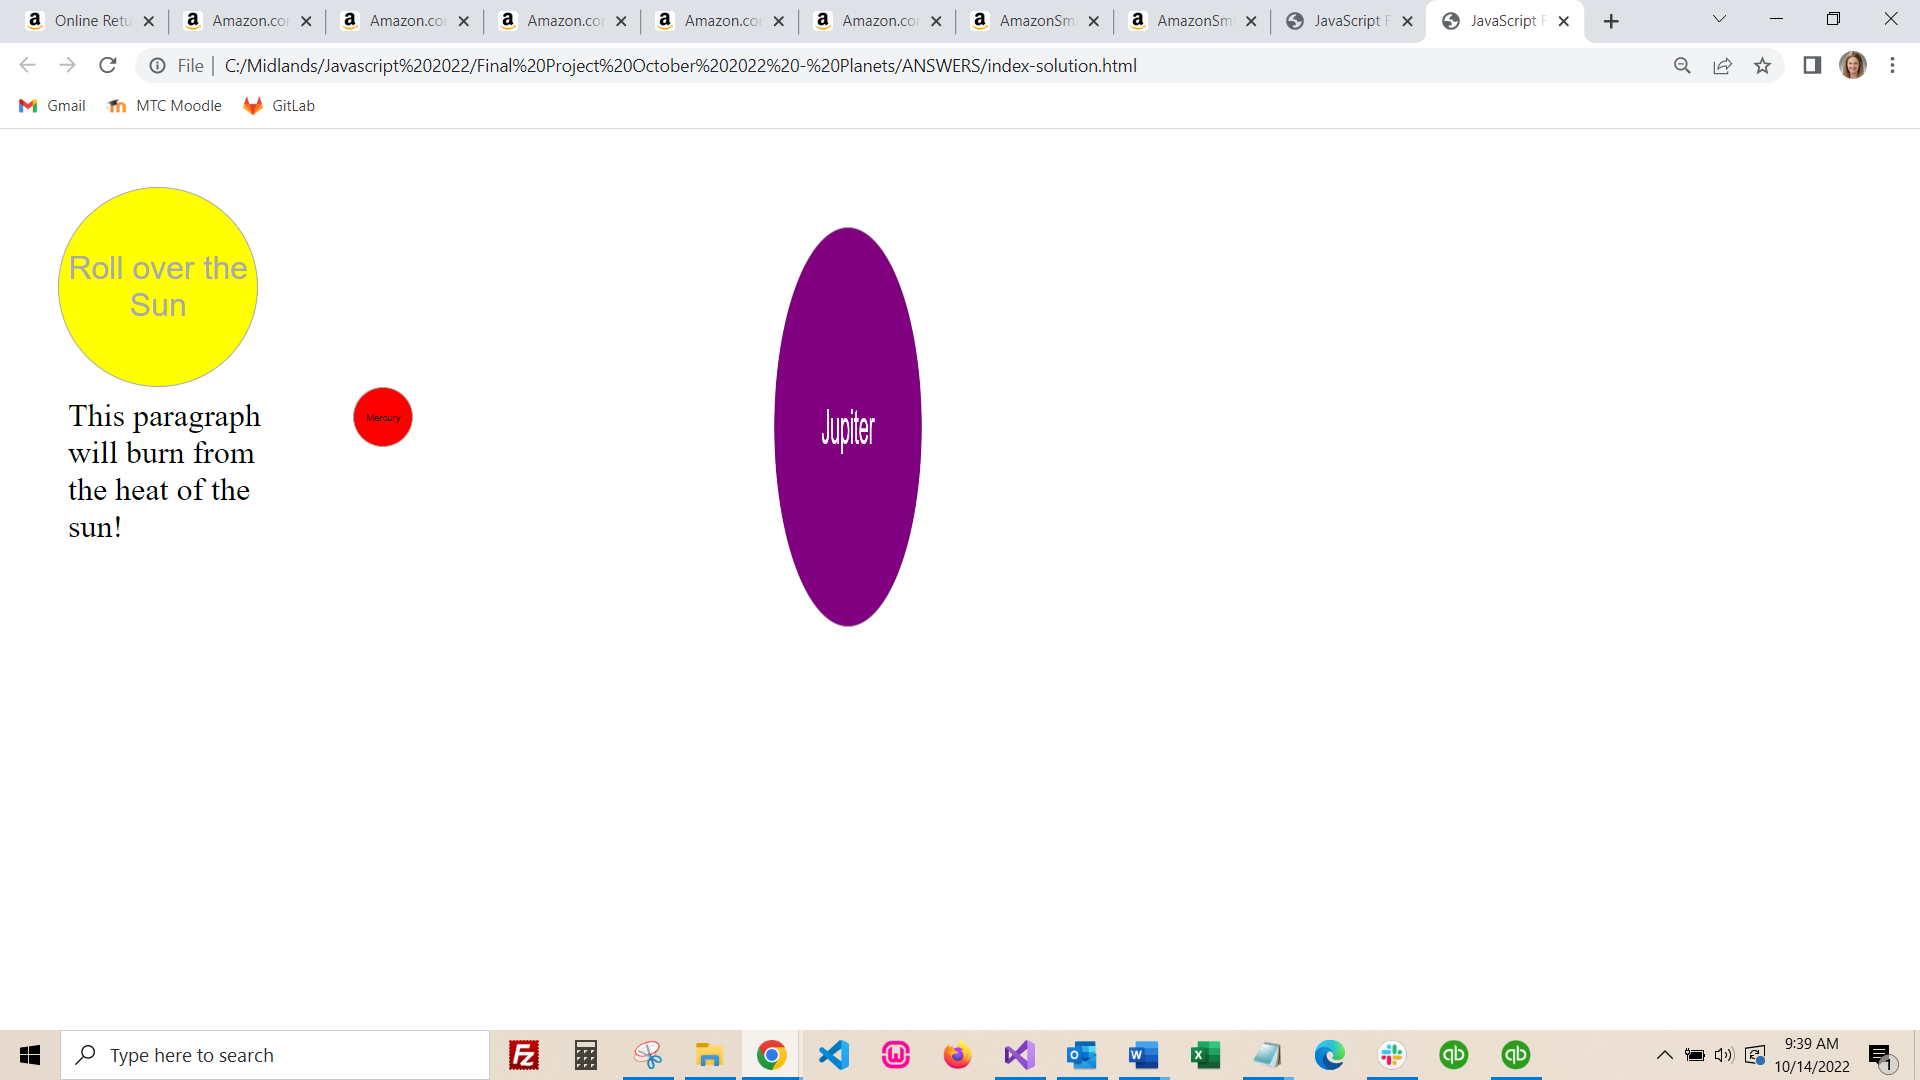 Online Retu
Amazon.co
Amazon.co
Amazon.co
Amazon.co
Amazon.co
AmazonSm
AmazonSm
JavaScript F
JavaScript F
File | C:/Midlands/Javascript%202022/Final%20Project%20October%202022%20-%20Planets/ANSWERS/index-solution.html
Gmail
MTC Moodle
GitLab
Roll over the
Sun
This paragraph
will burn from
the heat of the
sun!
Mercury
Jupiter
Type here to search
9:39 AM
10/14/2022
1